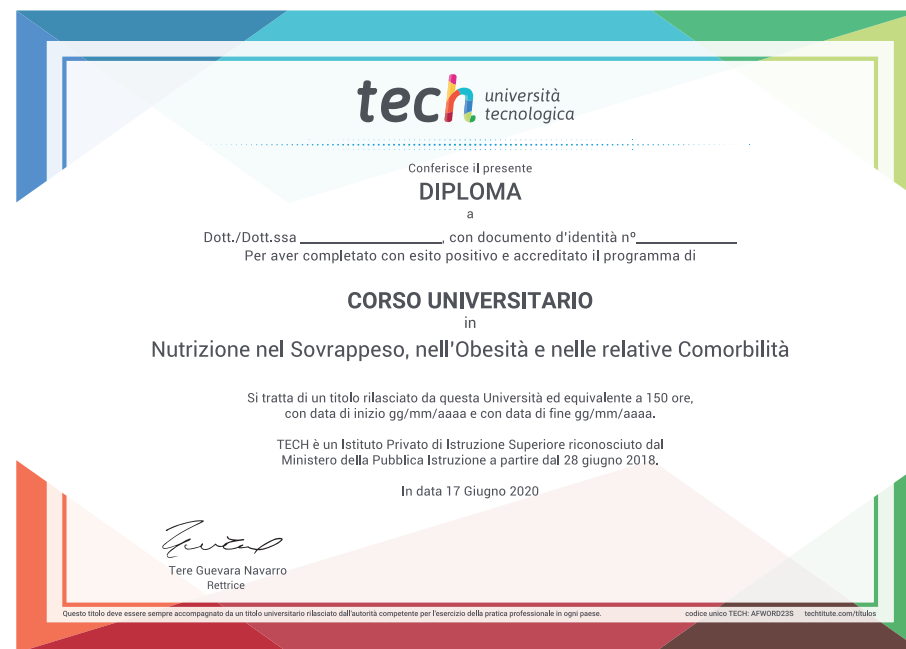 tech università
tecnologica
Conferisce il presente
DIPLOMA
a
Dott./Dott.ssa _________________, con documento d'identità nº____________
Per aver completato con esito positivo e accreditato il programma di
CORSO UNIVERSITARIO
in
Nutrizione nel Sovrappeso, nell'Obesità e nelle relative Comorbilità
Si tratta di un titolo rilasciato da questa Università ed equivalente a 150 ore,
con data di inizio gg/mm/aaaa e con data di fine gg/mm/aaaa.
TECH è un Istituto Privato di Istruzione Superiore riconosciuto dal
Ministero della Pubblica Istruzione a partire dal 28 giugno 2018.
In data 17 Giugno 2020
Tere Guevara Navarro
Rettrice
Questo titolo deve essere sempre accompagnato da un titolo universitario rilasciato dall'autorità competente per l'esercizio della pratica professionale in ogni paese. codice unico TECH: AFWORD23S techtitute.com/titulos